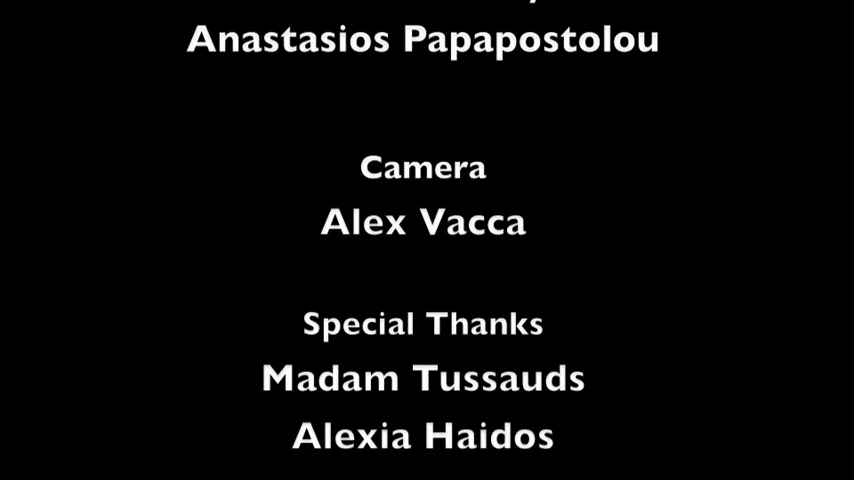 Anastasios Papapostolou
Camera
Alex Vacca
Special Thanks
Madam Tussauds
Alexia Haidos